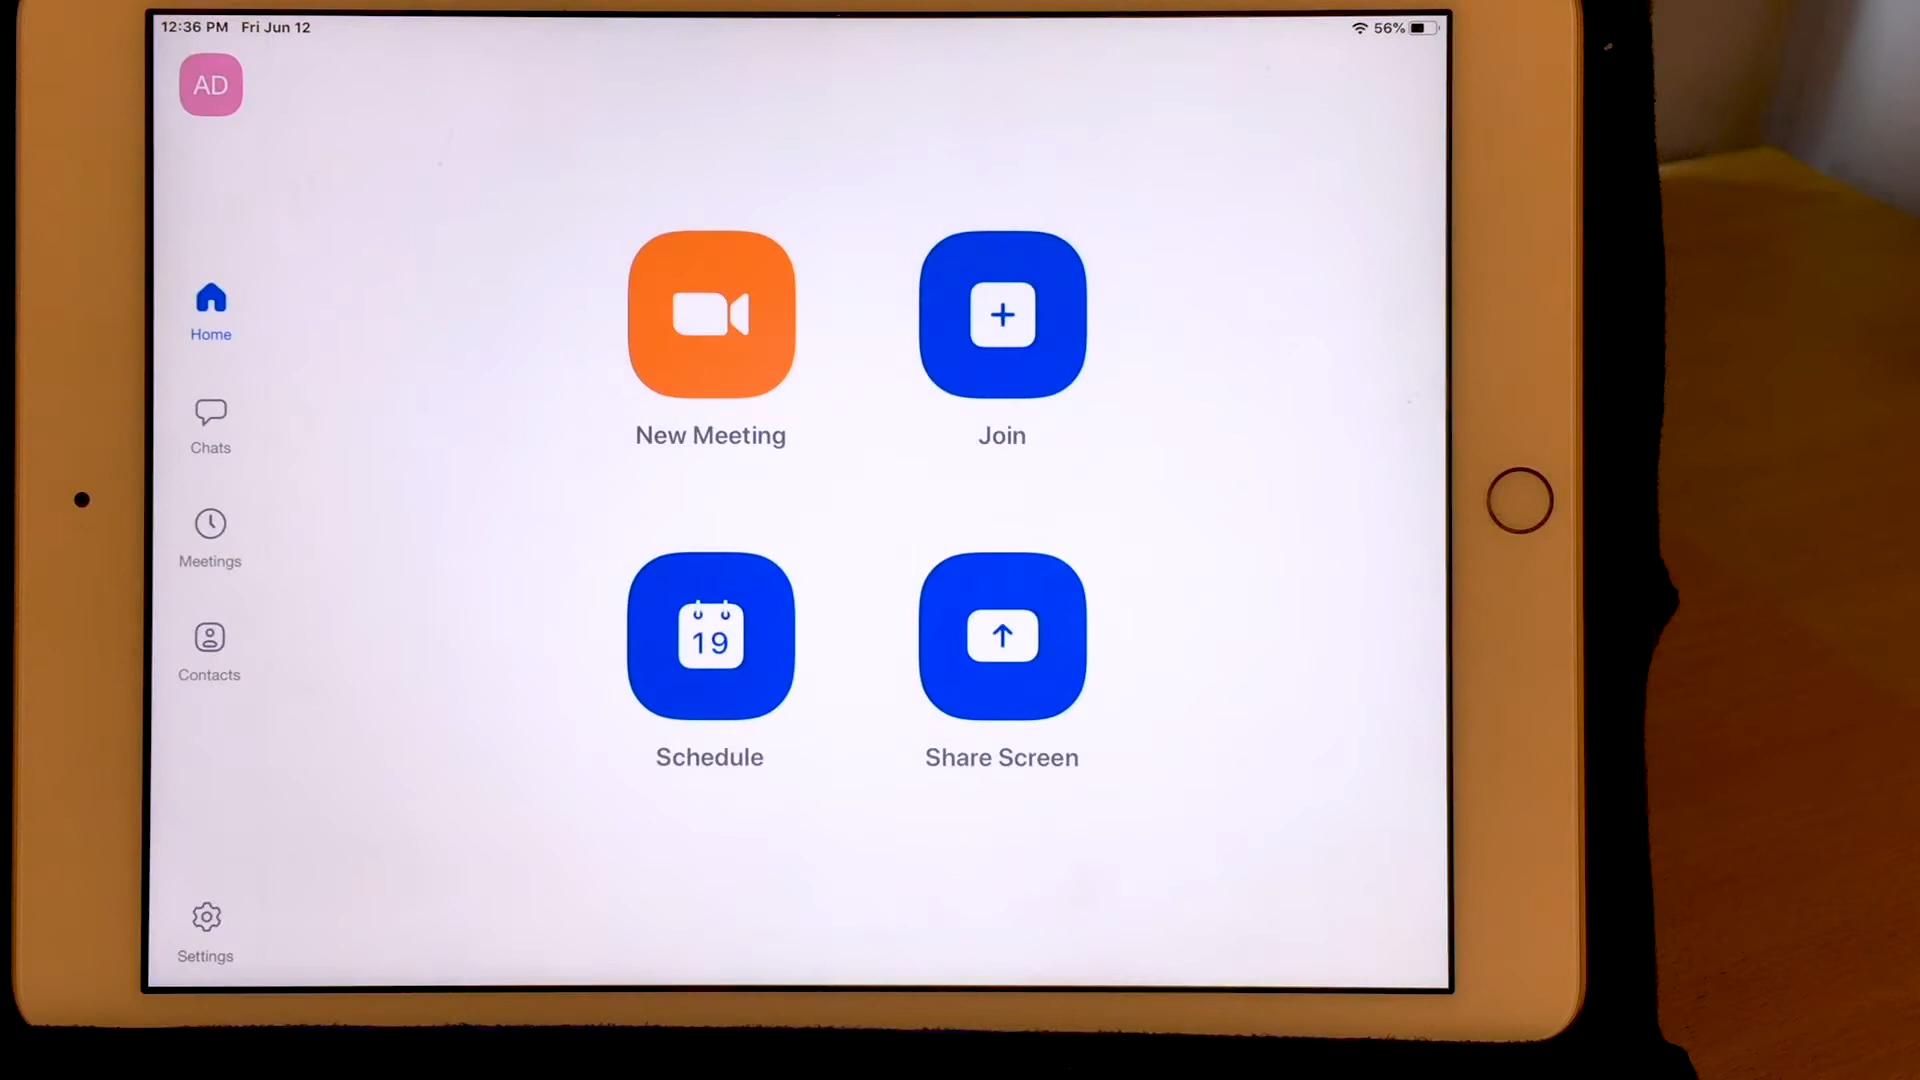 12:36 PM Fri Jun 12
56%
AD
Home
Chats
Meetings
Contacts
Settings
New Meeting
Join
19
Schedule
Share Screen